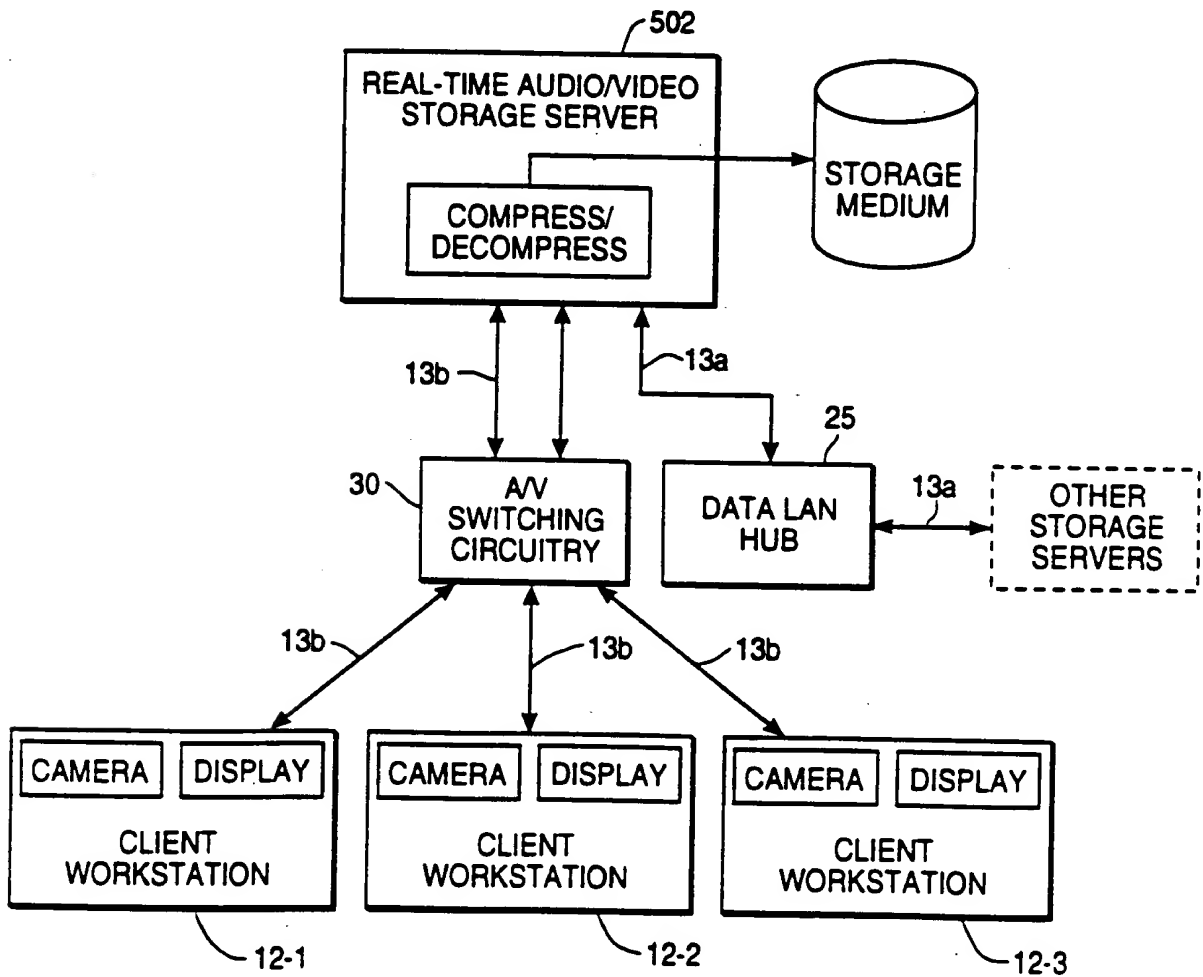 502
REAL-TIME AUDIO/VIDEO
STORAGE SERVER
COMPRESS/
DECOMPRESS
STORAGE
MEDIUM
13b
13a
25
30
A/V
SWITCHING
CIRCUITRY
DATA LAN
HUB
13a
OTHER
STORAGE
SERVERS
13b
13b
13b
CAMERA
DISPLAY
CLIENT
WORKSTATION
CAMERA
DISPLAY
CLIENT
WORKSTATION
CAMERA
DISPLAY
CLIENT
WORKSTATION
12-1
12-2
12-3